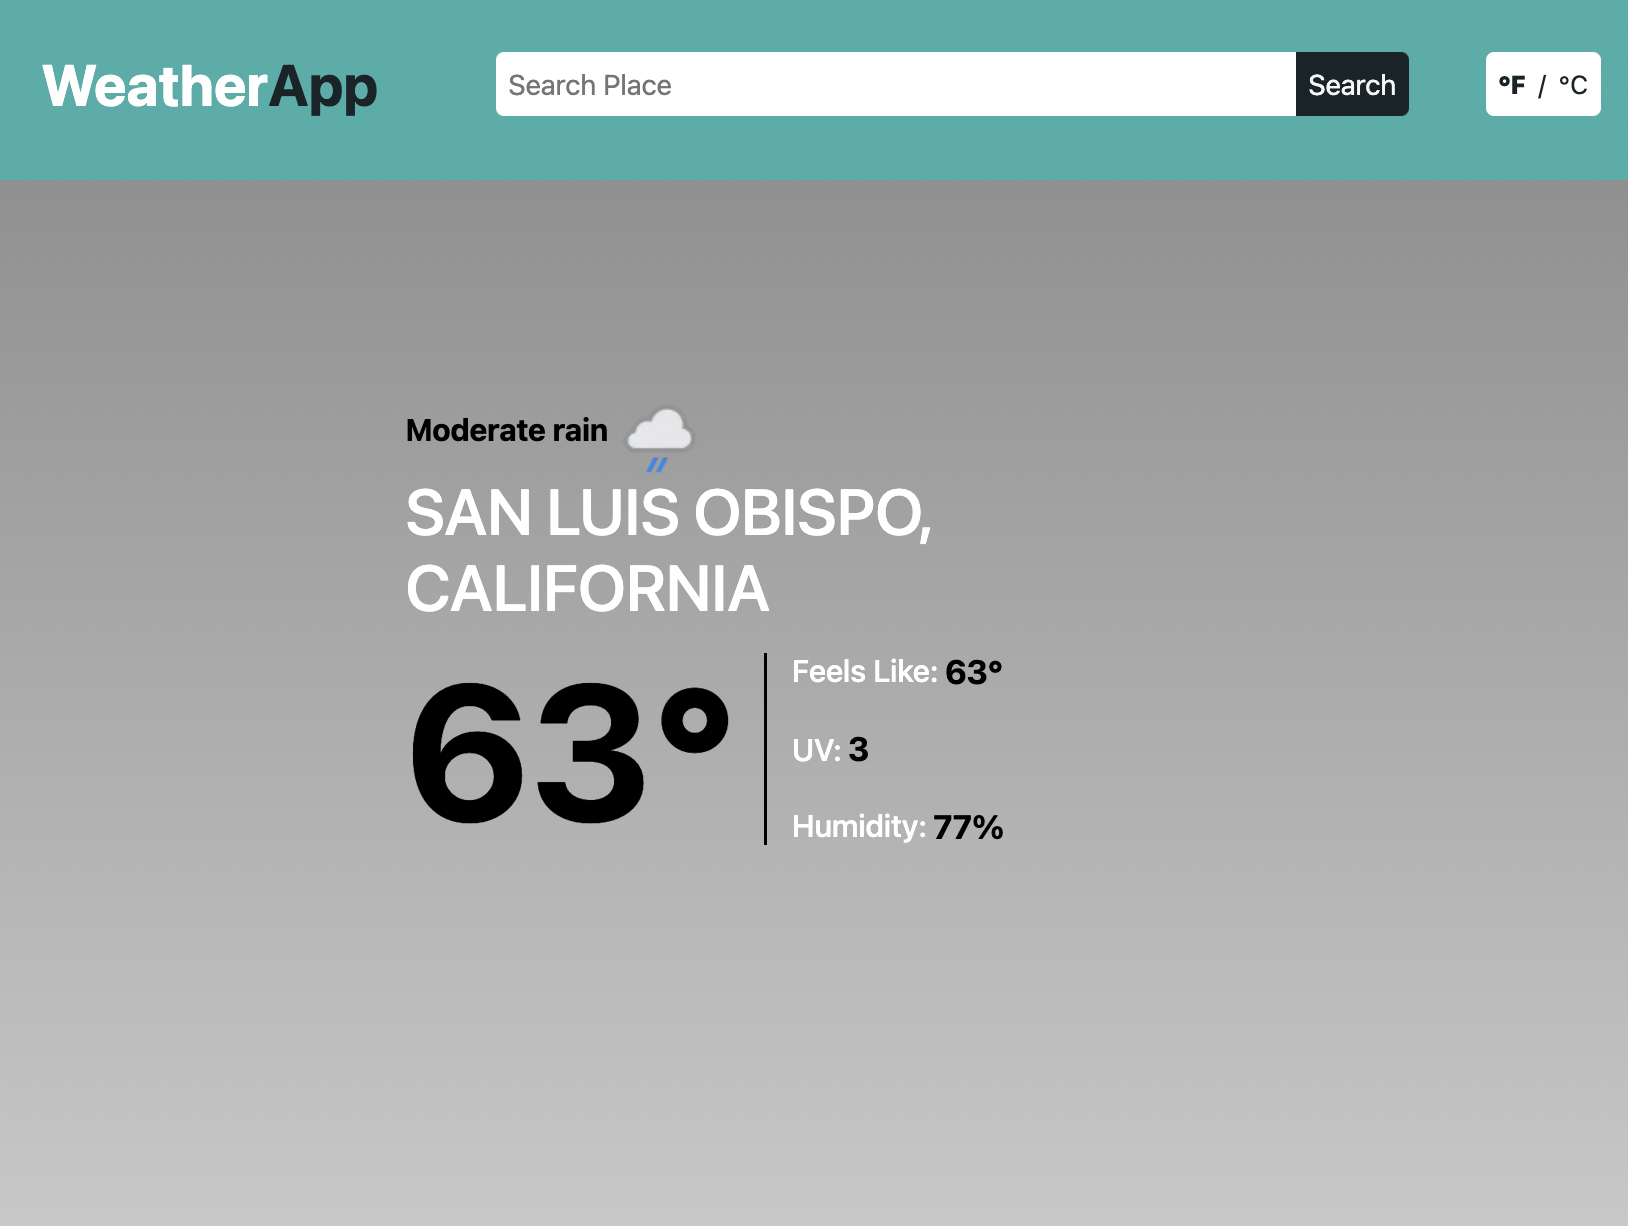 WeatherApp
Search Place
Search
°F / °C
Moderate rain
SAN LUIS OBISPO,
CALIFORNIA
63°
Feels Like: 63°
UV: 3
Humidity: 77%